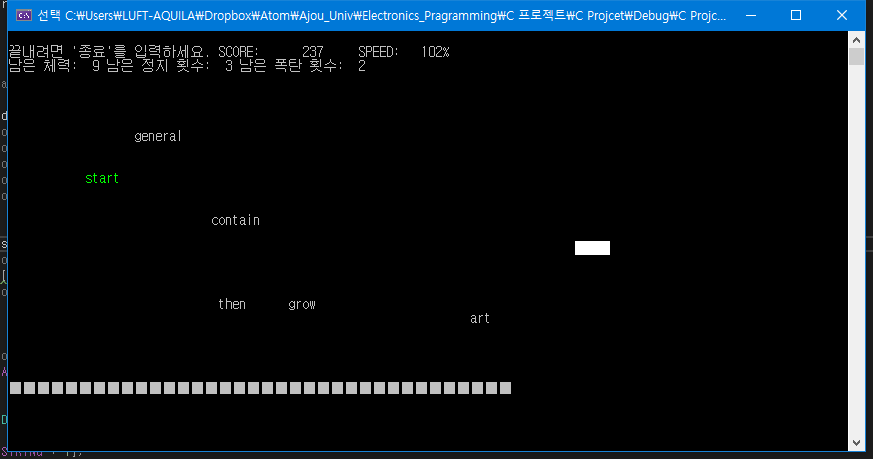 선택 C:₩Users₩LUFT-AQUILA₩Dropbox₩Atom₩Ajou_Univ₩Electronics_Pragramming₩C 프로젝트₩C Projcet₩Debug₩C Projc...
끝내려면 '종료'를 입력하세요. SCORE: 237 SPEED: 102%
남은 체력: 9 남은 정지 횟수: 3 남은 폭탄 횟수: 2
general
start
contain
then grow
art